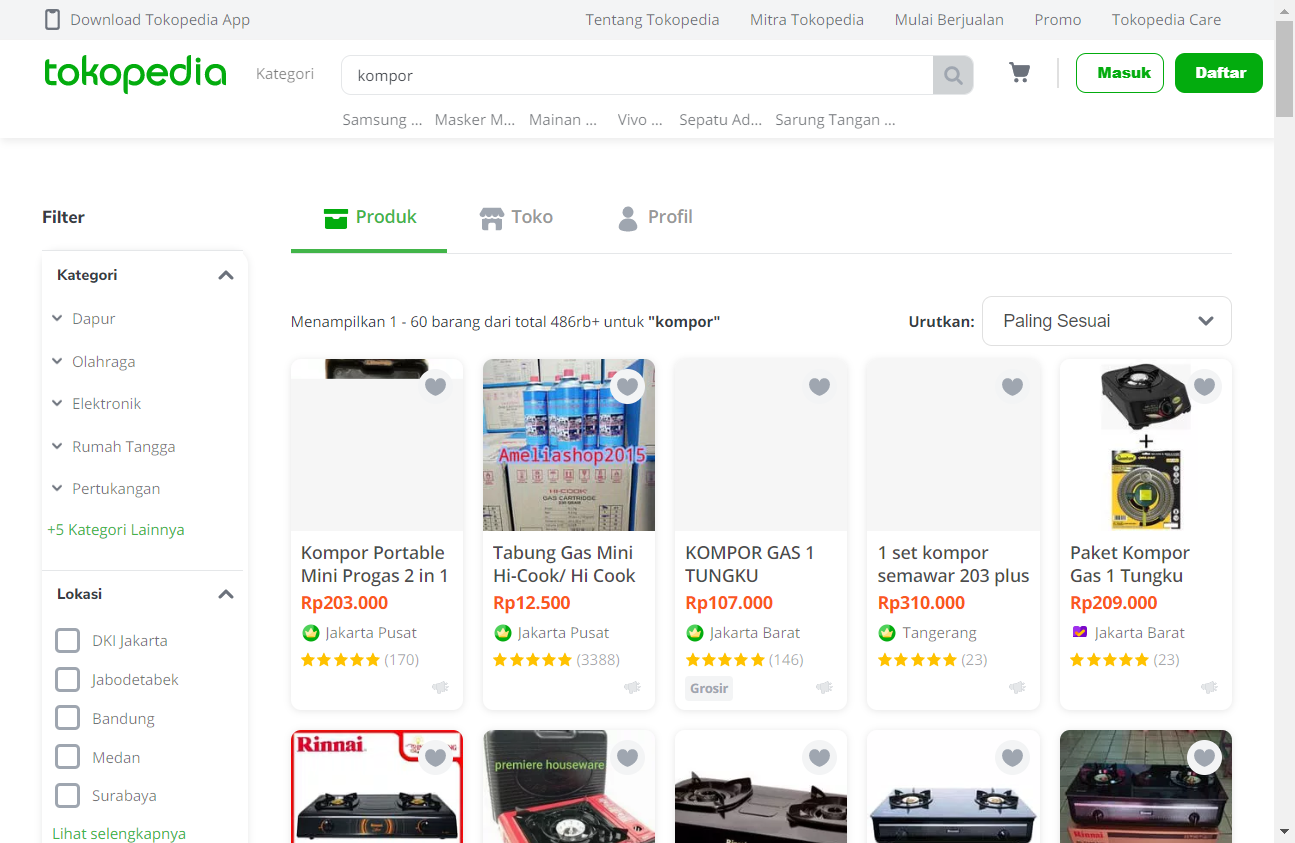 Download Tokopedia App
Tentang Tokopedia
Mitra Tokopedia
Mulai Berjualan
Promo
Tokopedia Care
tokopedia
Kategori
kompor
Masuk
Daftar
Samsung ...
Masker M...
Mainan ...
Vivo ...
Sepatu Ad...
Sarung Tangan ...
Filter
Kategori
Dapur
Olahraga
Elektronik
Rumah Tangga
Pertukangan
+5 Kategori Lainnya
Lokasi
DKI Jakarta
Jabodetabek
Bandung
Medan
Surabaya
Lihat selengkapnya
Produk
Toko
Profil
Menampilkan 1 - 60 barang dari total 486rb+ untuk "kompor"
Urutkan:
Paling Sesuai
Kompor Portable
Mini Progas 2 in 1
Rp203.000
Jakarta Pusat
(170)
Ameliashop2015
HI-COOK
GAS CARTRIDGE
Tabung Gas Mini
Hi-Cook/ Hi Cook
Rp12.500
Jakarta Pusat
(3388)
KOMPOR GAS 1
TUNGKU
Rp107.000
Jakarta Barat
(146)
Grosir
1 set kompor
semawar 203 plus
Rp310.000
Tangerang
(23)
+
Paket Kompor
Gas 1 Tungku
Rp209.000
Jakarta Barat
(23)
Rinnai
premiere houseware
Rinnai